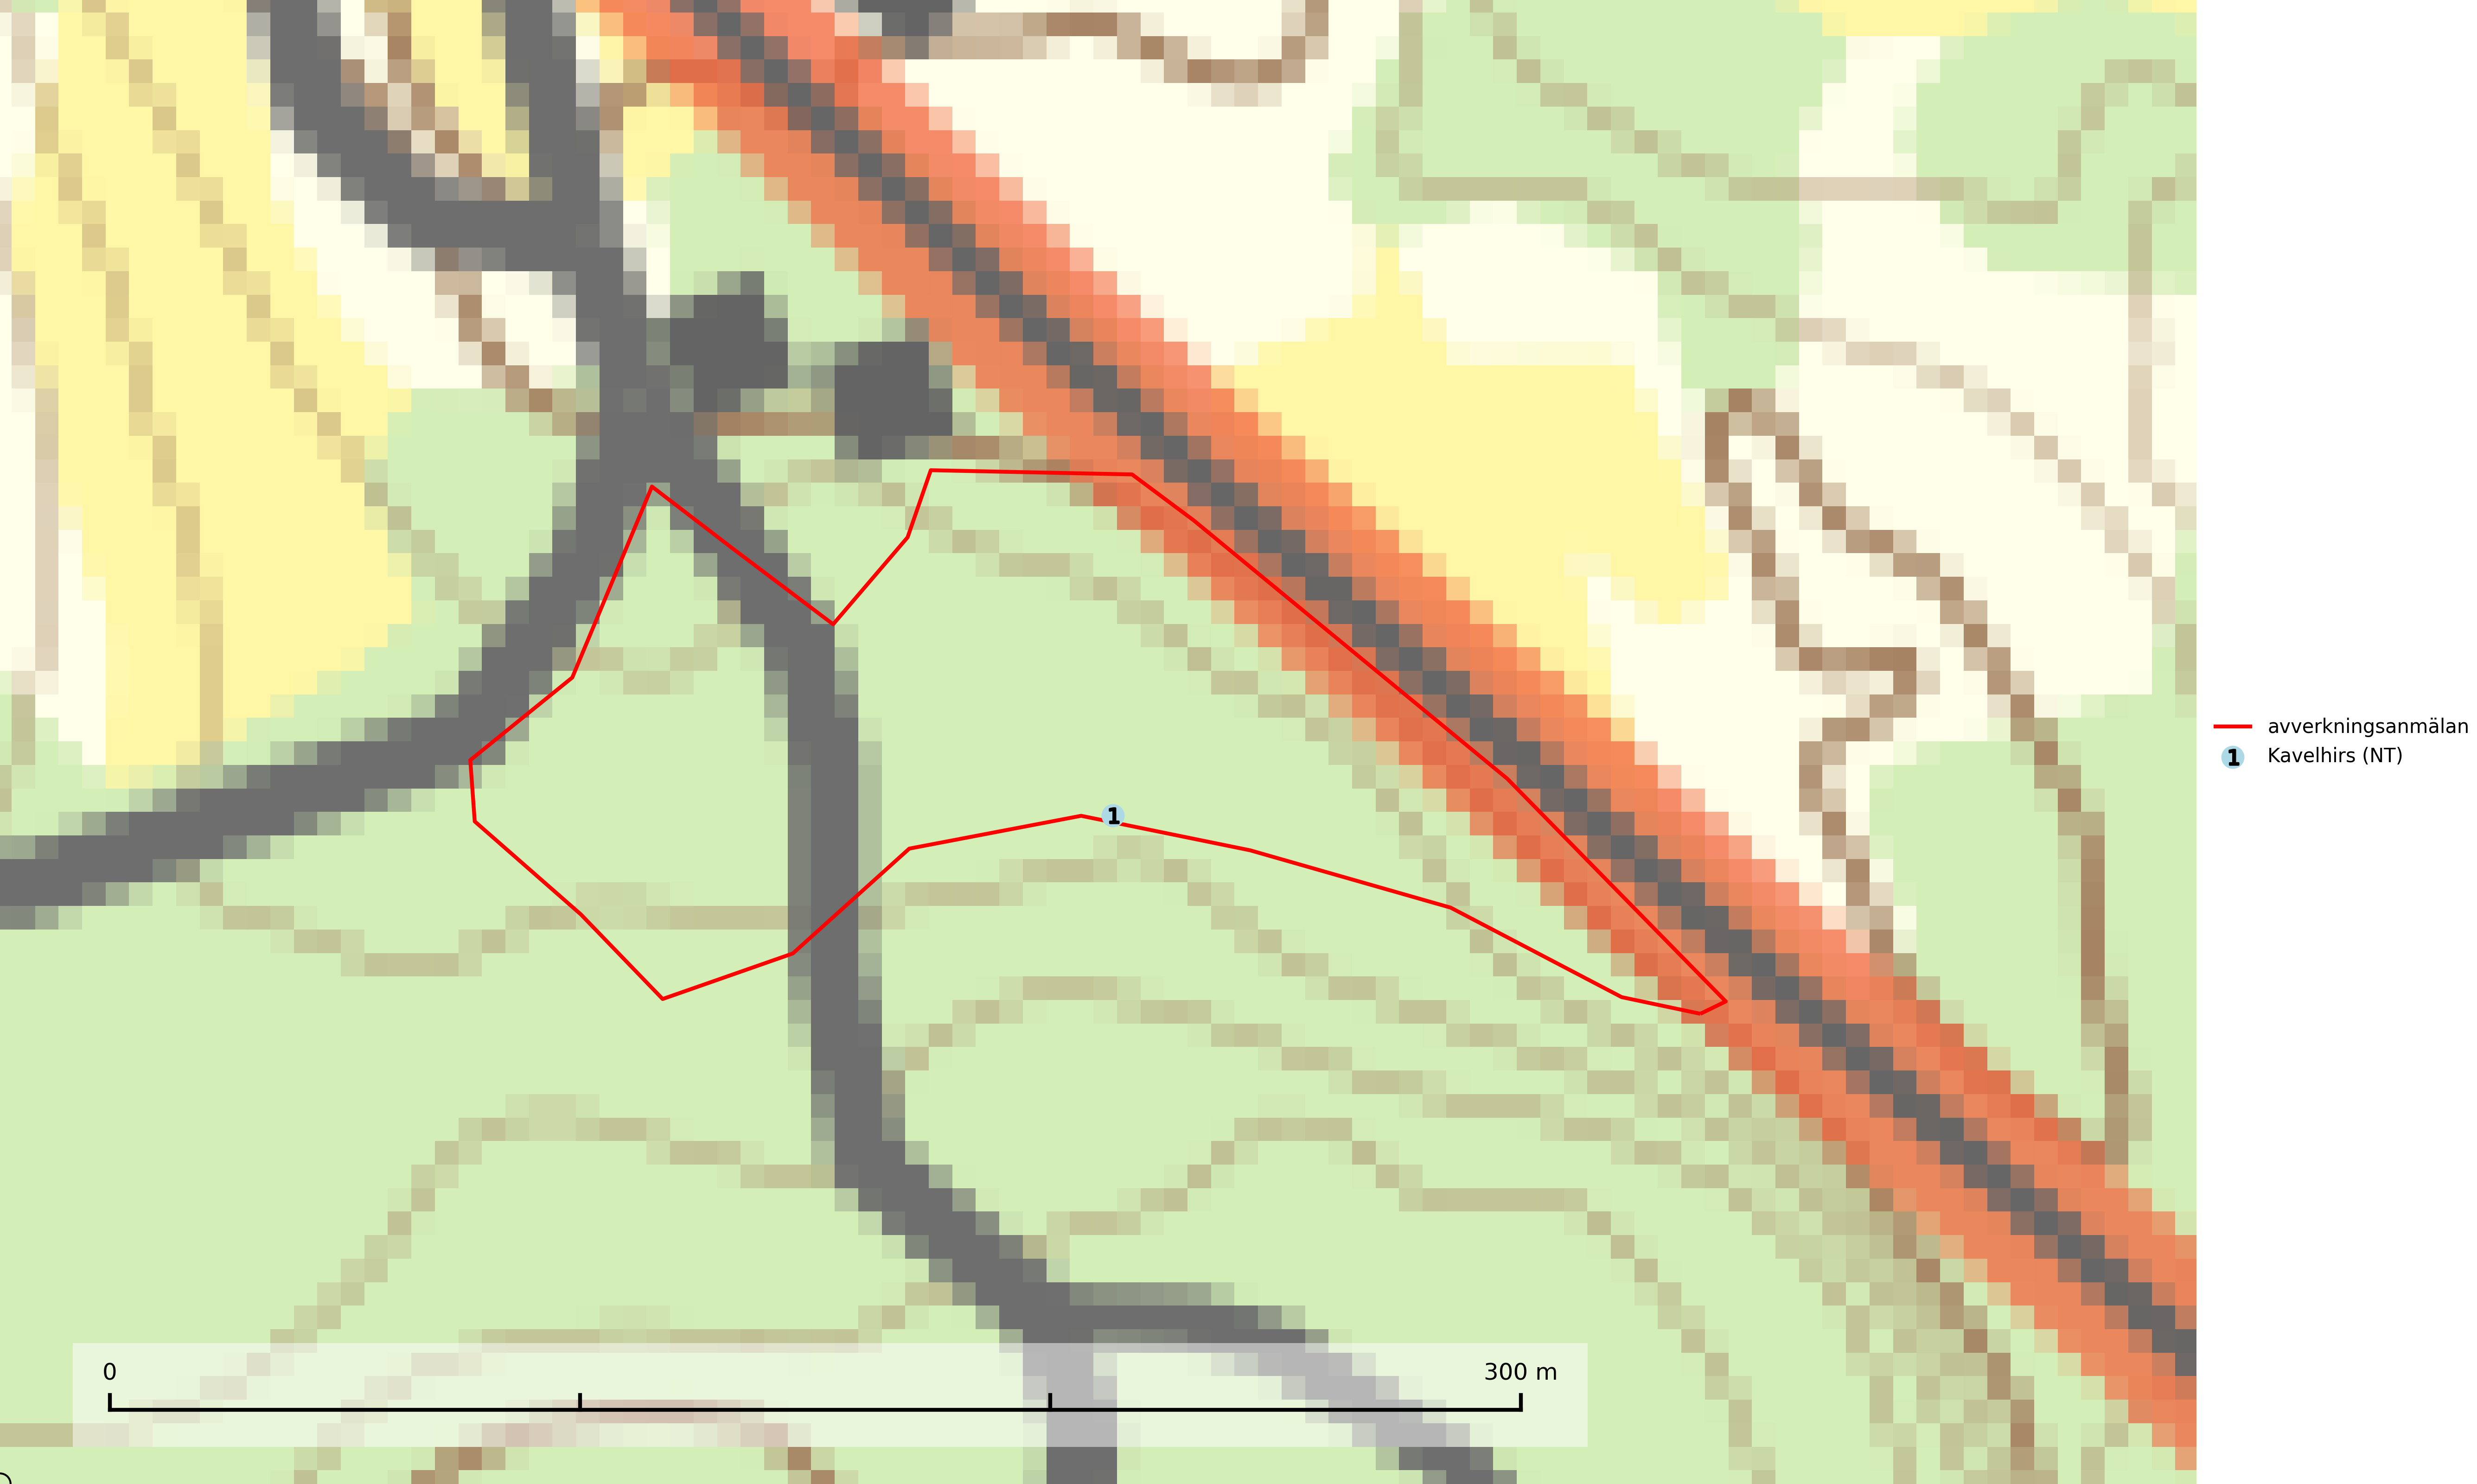 1
avverkningsanmälan
1 Kavelhirs (NT)
0 300 m